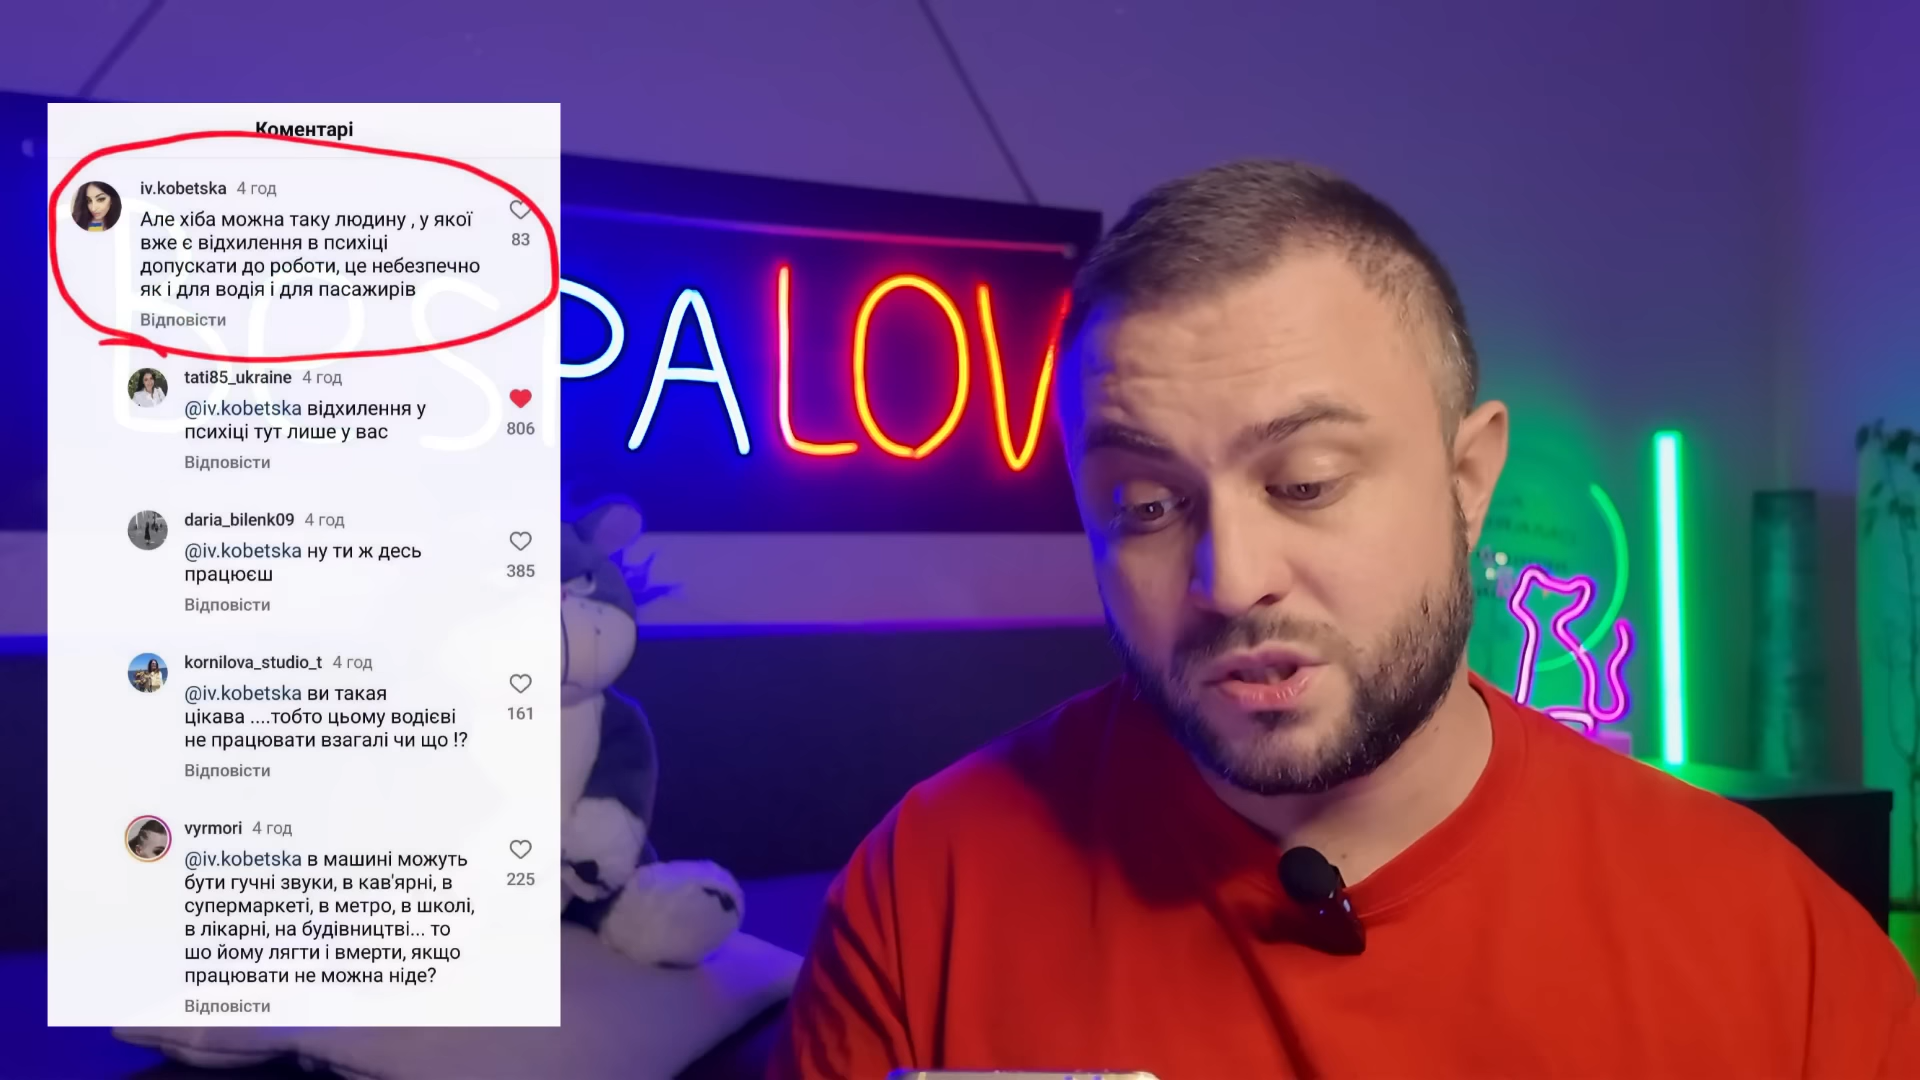 Коментарі
iv.kobetska 4 год
Але хіба можна таку людину , у якої
вже є відхилення в психіці
допускати до роботи, це небезпечно
як і для водія і для пасажирів
83
Відповісти
tati85_ukraine 4 год
@iv.kobetska відхилення у
психіці тут лише у вас
806
Відповісти
daria_bilenk09 4 год
@iv.kobetska ну ти ж десь
працюєш
385
Відповісти
kornilova_studio_t 4 год
@iv.kobetska ви такая
цікава ....тобто цьому водієві
не працювати взагалі чи що !?
161
Відповісти
vyrmori 4 год
@iv.kobetska в машині можуть
бути гучні звуки, в кав'ярні, в
супермаркеті, в метро, в школі,
в лікарні, на будівництві... то
шо йому лягти і вмерти, якщо
працювати не можна ніде?
225
Відповісти
BesPALOV